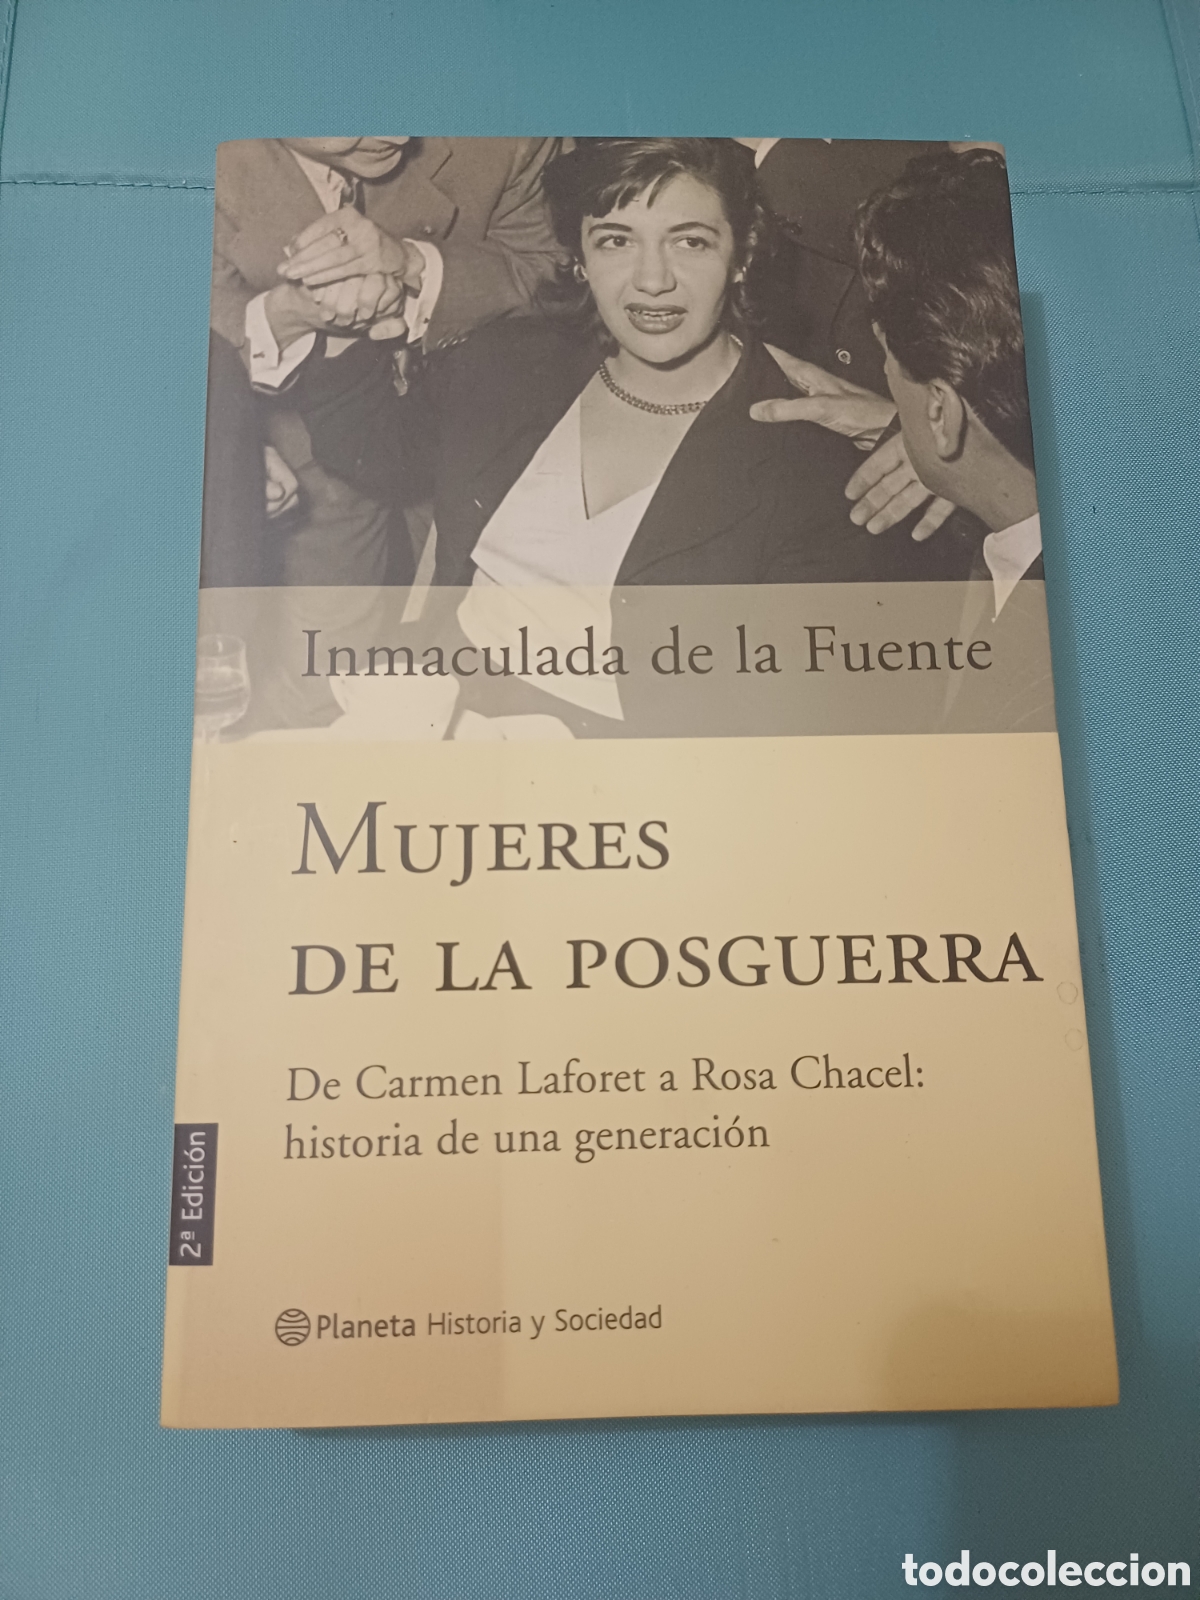 Inmaculada de la Fuente
MUJERES
DE LA POSGUERRA
De Carmen Laforet a Rosa Chacel:
historia de una generación
2ª Edición
Planeta Historia y Sociedad
todocoleccion